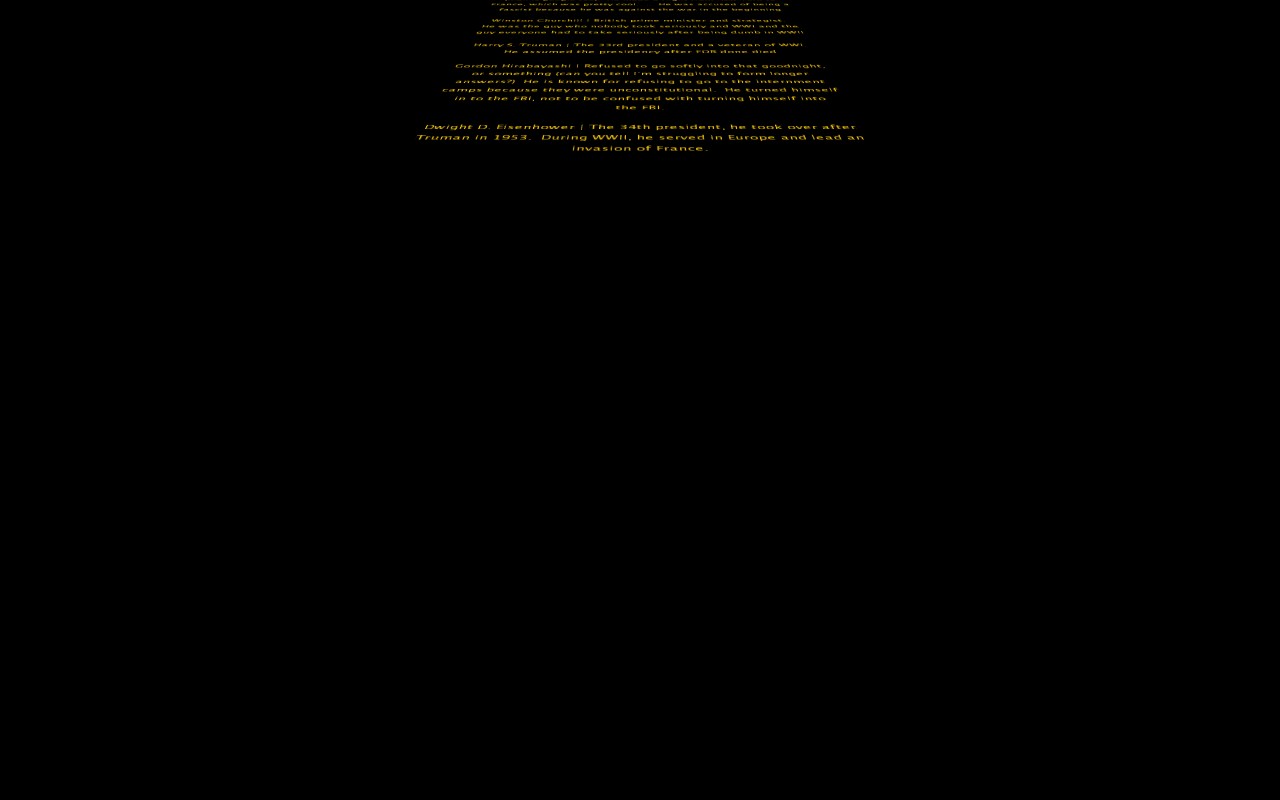 France, which was pretty cool He was accused of being a
fascist because he was against the war in the beginning
Winston Churchill | British prime minister and strategist
He was the guy who nobody took seriously and WWI and the
guy everyone had to take seriously after being dumb in WWII
Harry S. Truman | The 33rd president and a veteran of WWI
He assumed the presidency after FDR done died
Gordon Hirabayashi | Refused to go softly into that goodnight,
or something (can you tell I'm struggling to form longer
answers?) He is known for refusing to go to the internment
camps because they were unconstitutional. He turned himself
in to the FBI, not to be confused with turning himself into
the FBI.
Dwight D. Eisenhower | The 34th president, he took over after
Truman in 1953. During WWII, he served in Europe and lead an
invasion of France.